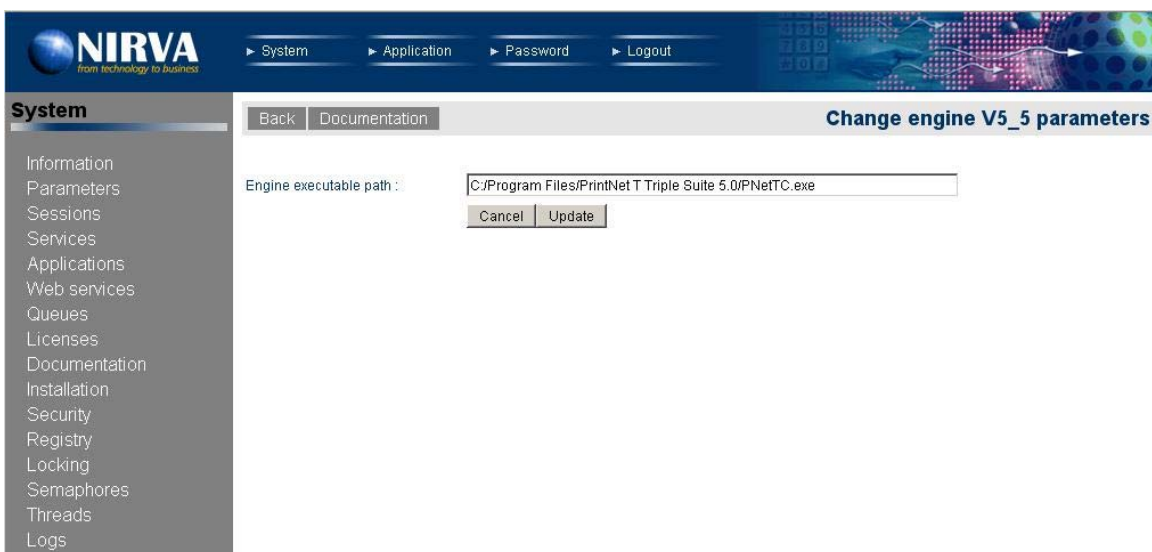 NIRVA
from technology to business
System
Application
Password
Logout
System
Back
Documentation
Change engine V5_5 parameters
Information
Parameters
Sessions
Services
Applications
Web services
Queues
Licenses
Documentation
Installation
Security
Registry
Locking
Semaphores
Threads
Logs
Engine executable path :
C:/Program Files/PrintNet T Triple Suite 5.0/PNetTC.exe
Cancel
Update